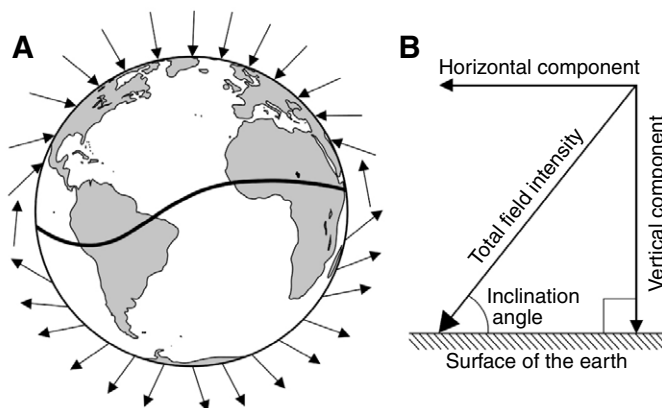 A
B
Horizontal component
Total field intensity
Vertical component
Inclination
angle
Surface of the earth